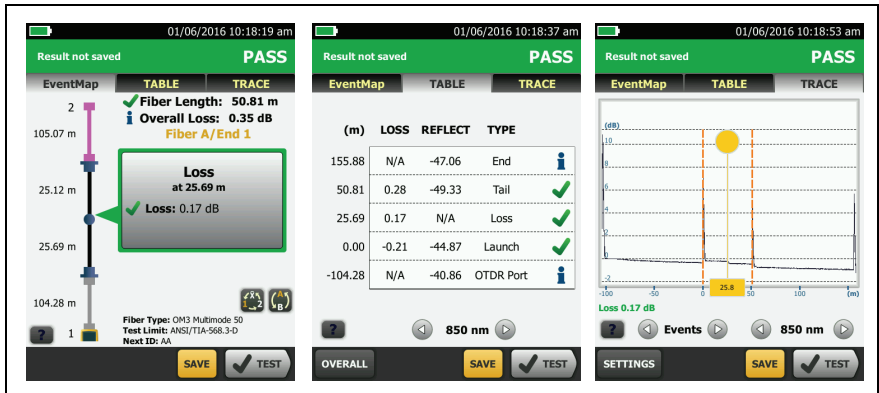 01/06/2016 10:18:19 am
Result not saved PASS
EventMap TABLE TRACE
2
Fiber Length: 50.81 m
Overall Loss: 0.35 dB
Fiber A/End 1
105.07 m
Loss
at 25.69 m
Loss: 0.17 dB
25.12 m
25.69 m
104.28 m
1 2
A B
Fiber Type: OM3 Multimode 50
Test Limit: ANSI/TIA-568.3-D
Next ID: AA
? 1
SAVE TEST
01/06/2016 10:18:37 am
Result not saved PASS
EventMap TABLE TRACE
(m) LOSS REFLECT TYPE
155.88 N/A -47.06 End i
50.81 0.28 -49.33 Tail
25.69 0.17 N/A Loss
0.00 -0.21 -44.87 Launch
-104.28 N/A -40.86 OTDR Port i
? 850 nm
OVERALL SAVE TEST
01/06/2016 10:18:53 am
Result not saved PASS
EventMap TABLE TRACE
(dB)
10
8
6
4
2
0
-2
25.8
-100 -50 0 50 100 (m)
Loss 0.17 dB
? Events 850 nm
SETTINGS SAVE TEST